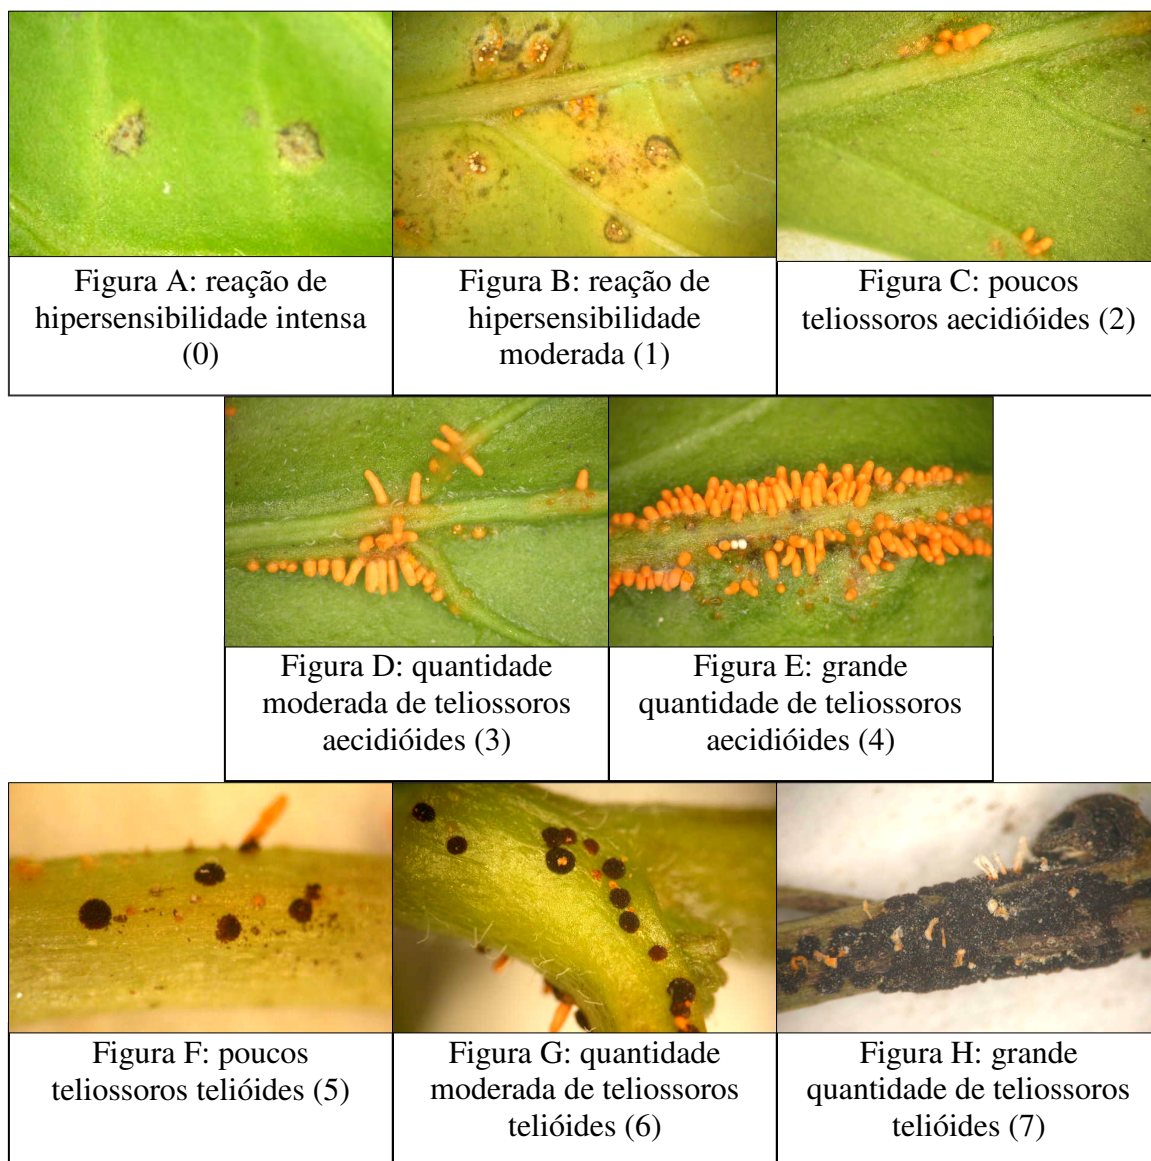 Figura A: reação de
hipersensibilidade intensa
(0)
Figura B: reação de
hipersensibilidade
moderada (1)
Figura C: poucos
teliossoros aecidióides (2)
Figura D: quantidade
moderada de teliossoros
aecidióides (3)
Figura E: grande
quantidade de teliossoros
aecidióides (4)
Figura F: poucos
teliossoros telióides (5)
Figura G: quantidade
moderada de teliossoros
telióides (6)
Figura H: grande
quantidade de teliossoros
telióides (7)